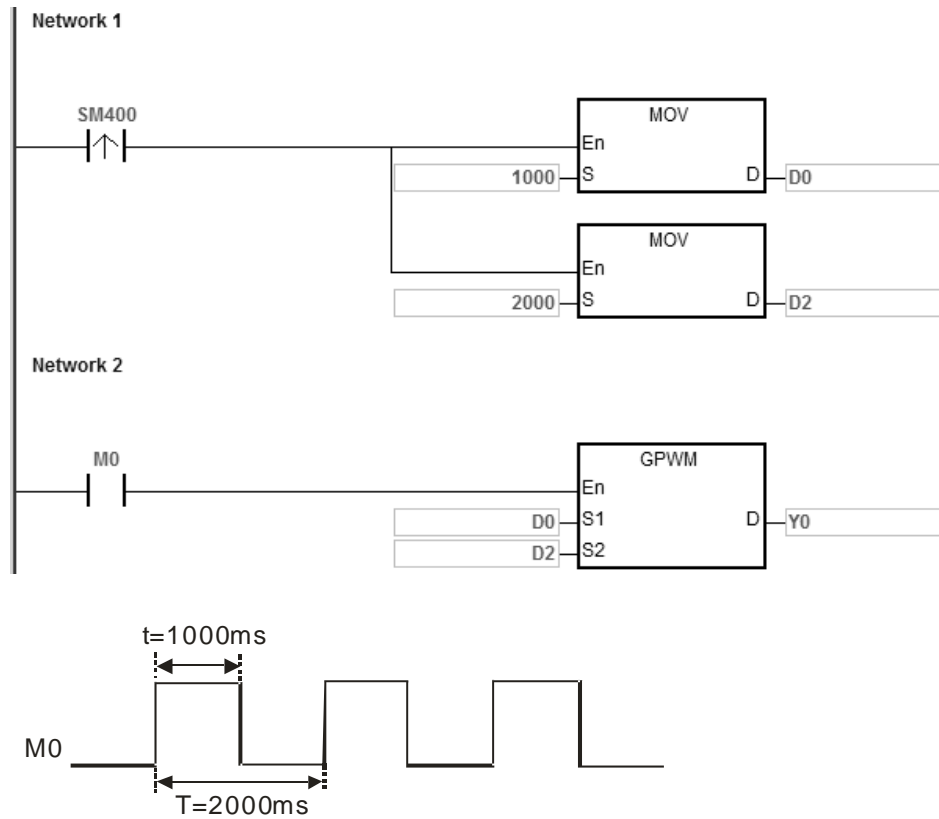 Network 1
SM400
MOV
En
1000 S D D0
MOV
En
2000 S D D2
Network 2
M0
GPWM
En
D0 S1 D Y0
D2 S2
t=1000ms
M0
T=2000ms